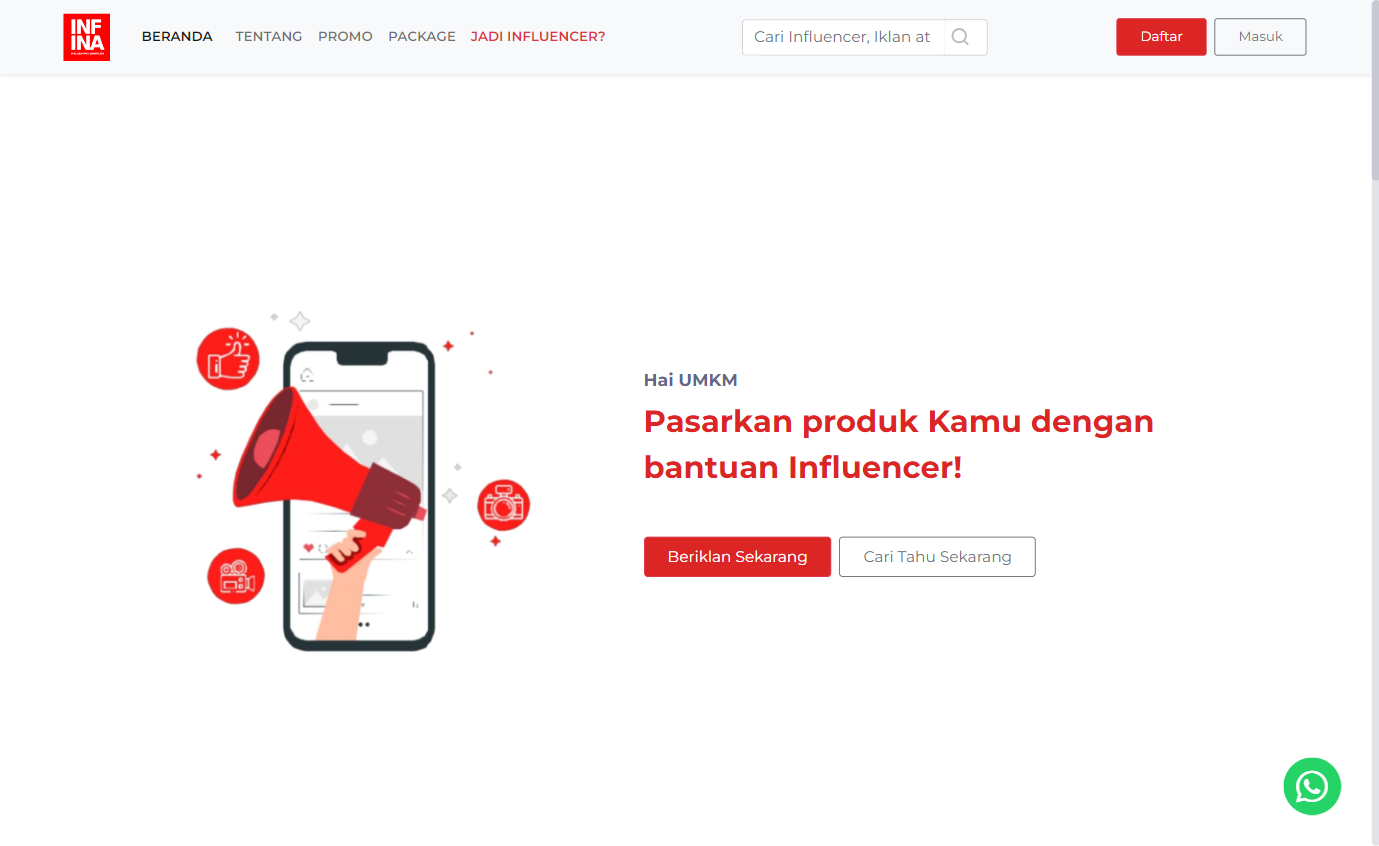 INF
INA
BERANDA
TENTANG
PROMO
PACKAGE
JADI INFLUENCER?
Cari Influencer, Iklan at
Daftar
Masuk
Hai UMKM
Pasarkan produk Kamu dengan
bantuan Influencer!
Beriklan Sekarang
Cari Tahu Sekarang